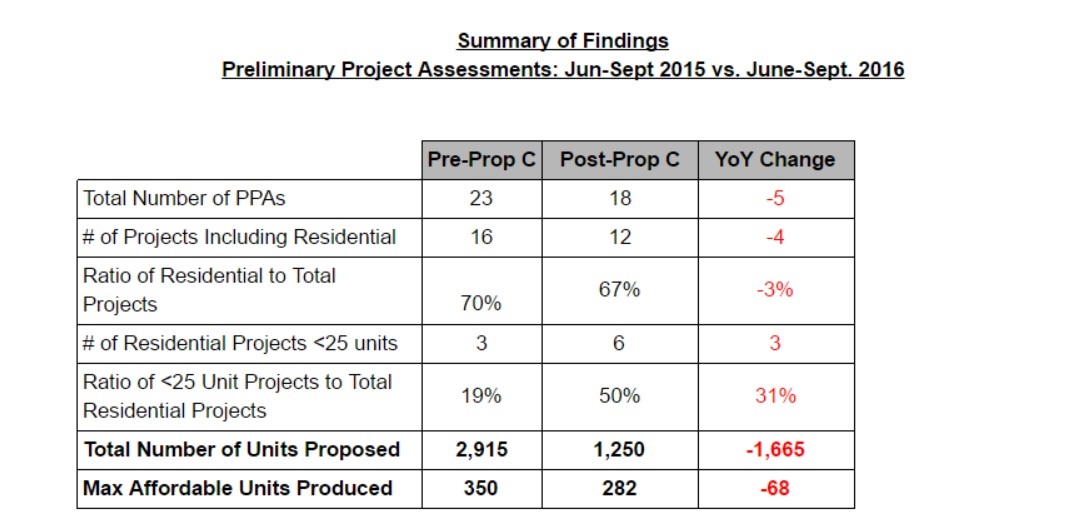 Summary of Findings
Preliminary Project Assessments: Jun-Sept 2015 vs. June-Sept. 2016
Pre-Prop C Post-Prop C YoY Change
Total Number of PPAs 23 18 -5
# of Projects Including Residential 16 12 -4
Ratio of Residential to Total
Projects 70% 67% -3%
# of Residential Projects <25 units 3 6 3
Ratio of <25 Unit Projects to Total
Residential Projects 19% 50% 31%
Total Number of Units Proposed 2,915 1,250 -1,665
Max Affordable Units Produced 350 282 -68